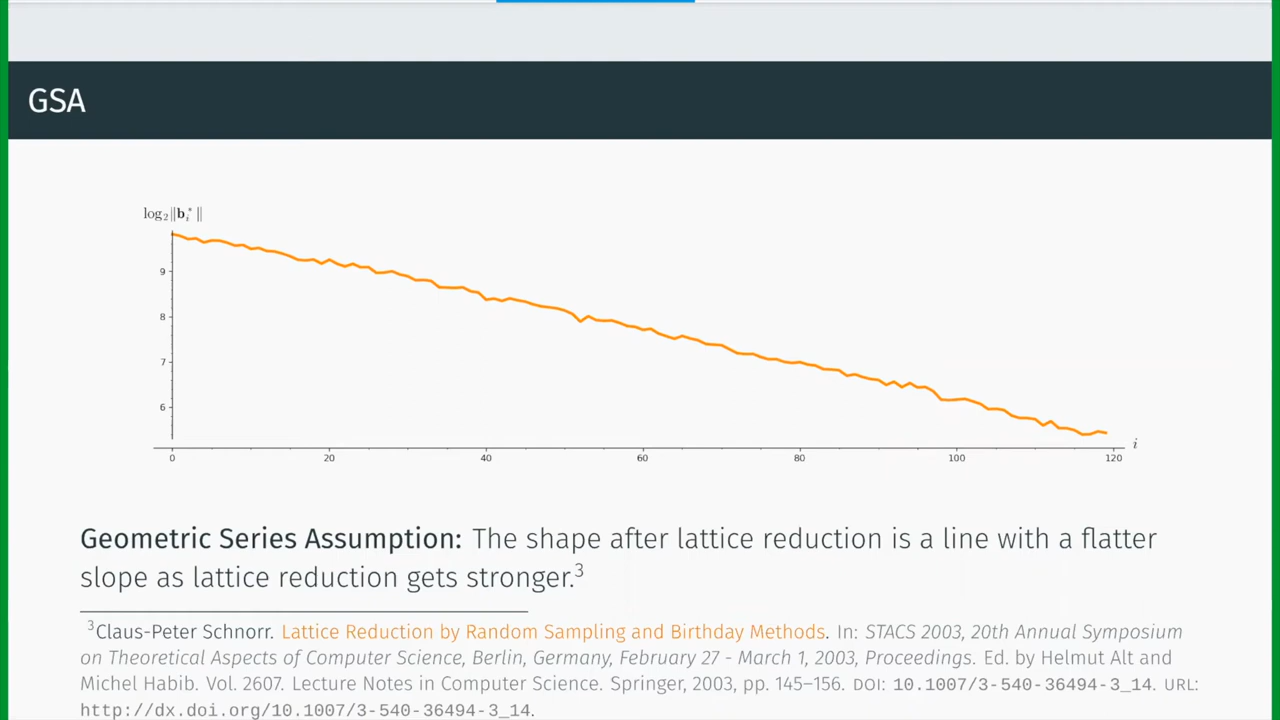 GSA
log₂‖b*ᵢ‖
9
8
7
6
0 20 40 60 80 100 120
i
Geometric Series Assumption: The shape after lattice reduction is a line with a flatter
slope as lattice reduction gets stronger.³
³Claus-Peter Schnorr. Lattice Reduction by Random Sampling and Birthday Methods. In: STACS 2003, 20th Annual Symposium
on Theoretical Aspects of Computer Science, Berlin, Germany, February 27 - March 1, 2003, Proceedings. Ed. by Helmut Alt and
Michel Habib. Vol. 2607. Lecture Notes in Computer Science. Springer, 2003, pp. 145–156. DOI: 10.1007/3-540-36494-3_14. URL:
http://dx.doi.org/10.1007/3-540-36494-3_14.